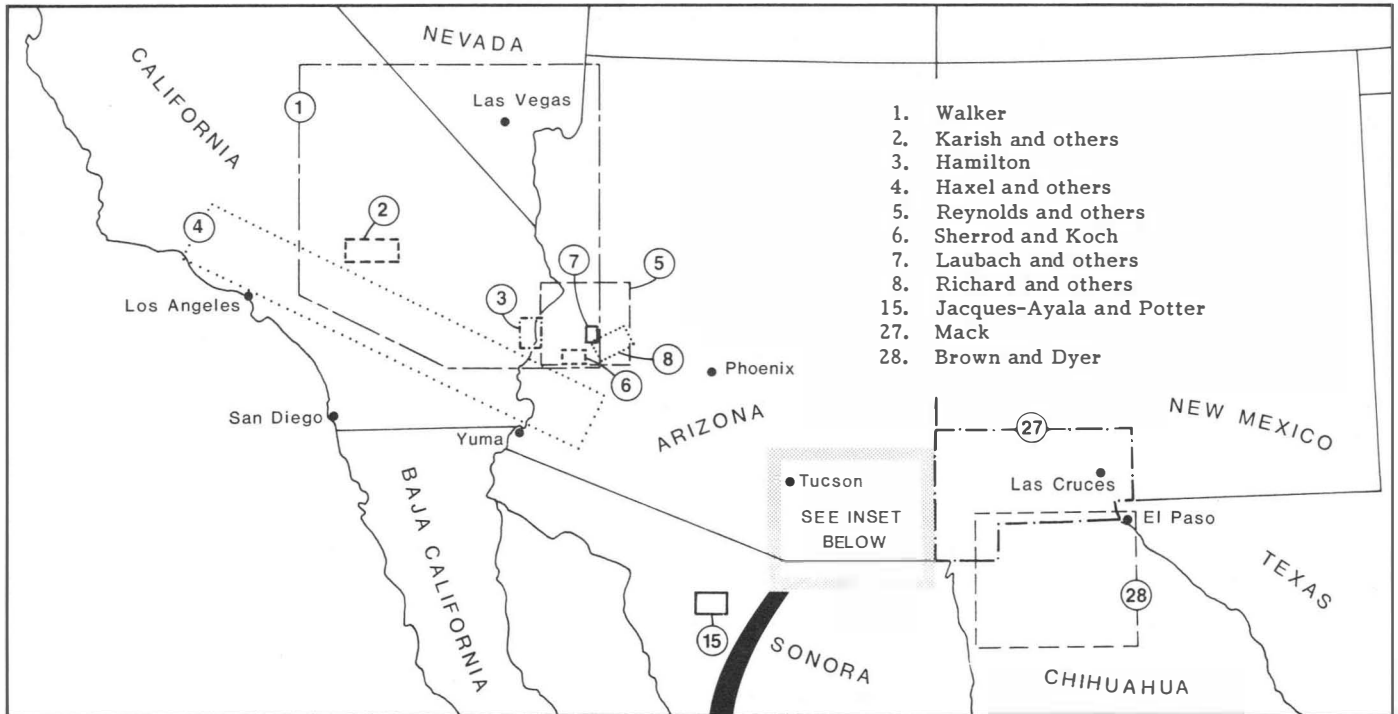 NEVADA
CALIFORNIA
1
Las Vegas
1. Walker
2. Karish and others
3. Hamilton
4. Haxel and others
5. Reynolds and others
6. Sherrod and Koch
7. Laubach and others
8. Richard and others
15. Jacques-Ayala and Potter
27. Mack
28. Brown and Dyer
2
4
7
5
3
Los Angeles
8
6
Phoenix
San Diego
Yuma
ARIZONA
NEW MEXICO
27
Tucson
Las Cruces
SEE INSET
BELOW
El Paso
BAJA CALIFORNIA
TEXAS
28
15
SONORA
CHIHUAHUA